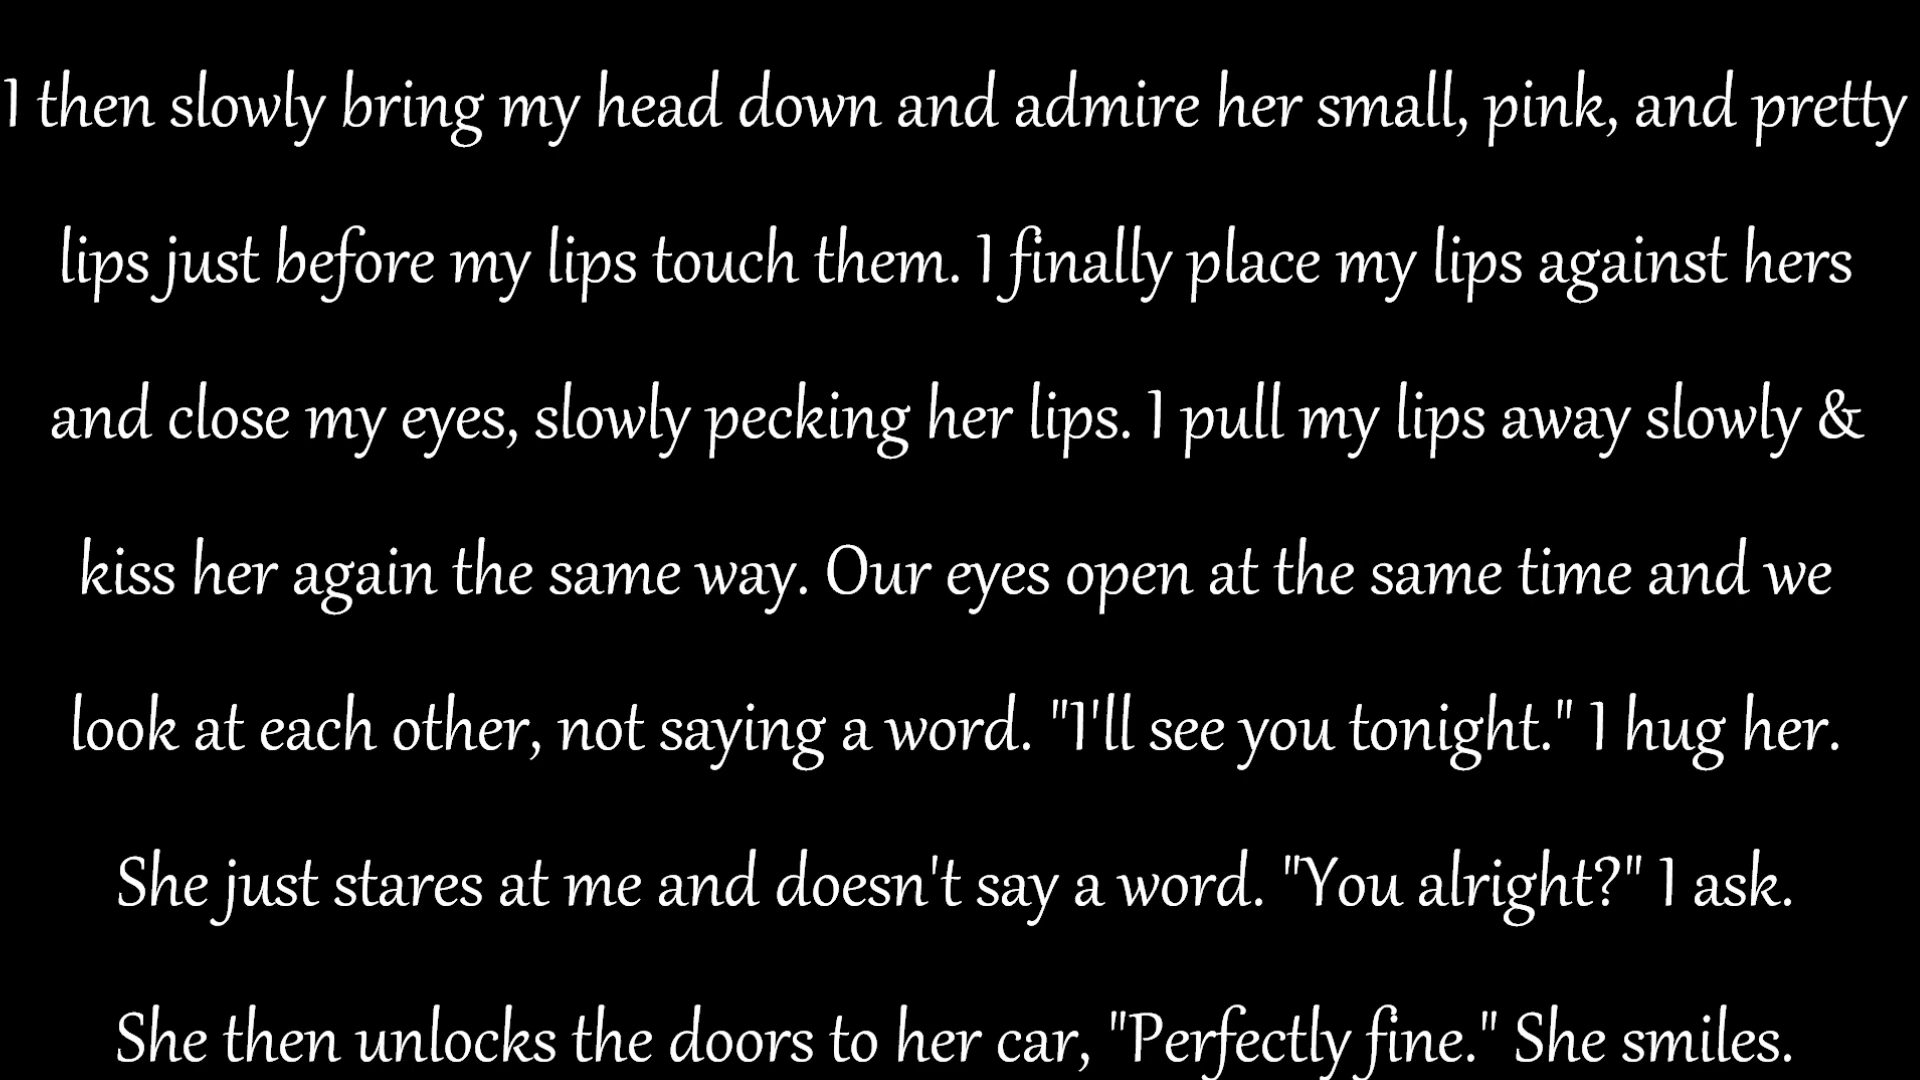 I then slowly bring my head down and admire her small, pink, and pretty
lips just before my lips touch them. I finally place my lips against hers
and close my eyes, slowly pecking her lips. I pull my lips away slowly &
kiss her again the same way. Our eyes open at the same time and we
look at each other, not saying a word. "I'll see you tonight." I hug her.
She just stares at me and doesn't say a word. "You alright?" I ask.
She then unlocks the doors to her car, "Perfectly fine." She smiles.